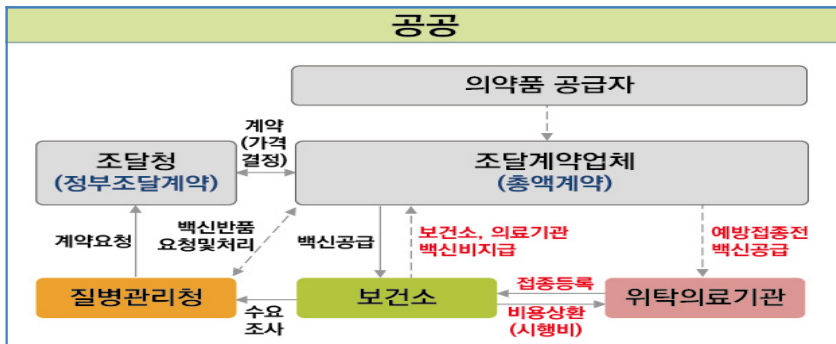 공공
의약품 공급자
조달청
(정부조달계약)
계약
(가격
결정)
조달계약업체
(총액계약)
계약요청
백신반품
요청및처리
백신공급
보건소, 의료기관
백신비지급
예방접종전
백신공급
질병관리청
수요
조사
보건소
접종등록
비용상환
(시행비)
위탁의료기관